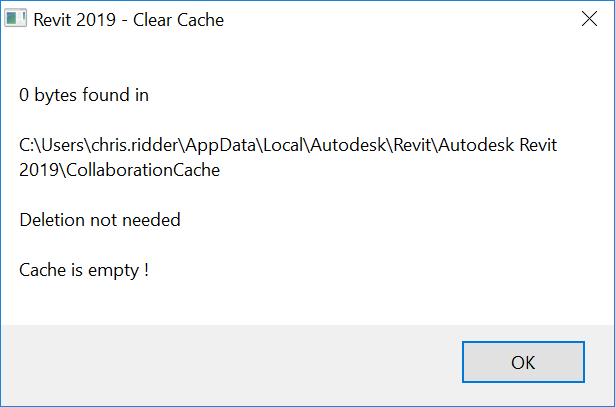 Revit 2019 - Clear Cache
0 bytes found in
C:\Users\chris.ridder\AppData\Local\Autodesk\Revit\Autodesk Revit
2019\CollaborationCache
Deletion not needed
Cache is empty !
OK